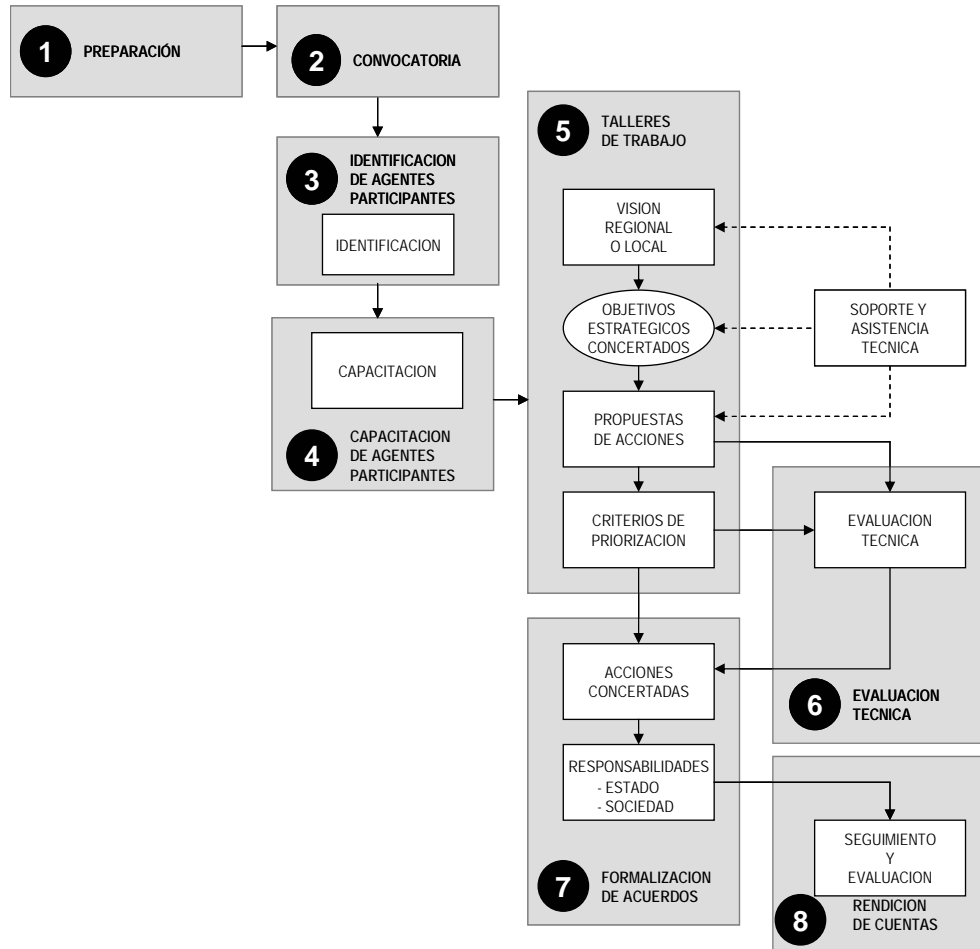 1
PREPARACIÓN
2
CONVOCATORIA
3
IDENTIFICACION
DE AGENTES
PARTICIPANTES
IDENTIFICACION
CAPACITACION
4
CAPACITACION
DE AGENTES
PARTICIPANTES
5
TALLERES
DE TRABAJO
VISION
REGIONAL
O LOCAL
OBJETIVOS
ESTRATEGICOS
CONCERTADOS
SOPORTE Y
ASISTENCIA
TECNICA
PROPUESTAS
DE ACCIONES
CRITERIOS DE
PRIORIZACION
EVALUACION
TECNICA
6
EVALUACION
TECNICA
ACCIONES
CONCERTADAS
RESPONSABILIDADES
- ESTADO
- SOCIEDAD
7
FORMALIZACION
DE ACUERDOS
SEGUIMIENTO
Y
EVALUACION
8
RENDICION
DE CUENTAS